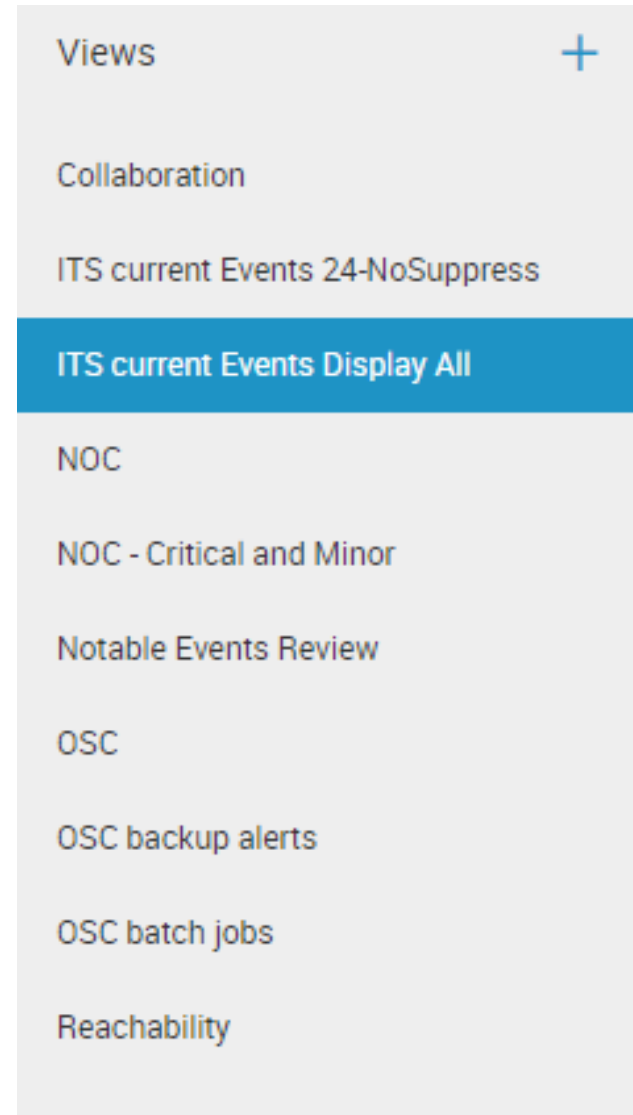 Views +
Collaboration
ITS current Events 24-NoSuppress
ITS current Events Display All
NOC
NOC - Critical and Minor
Notable Events Review
OSC
OSC backup alerts
OSC batch jobs
Reachability